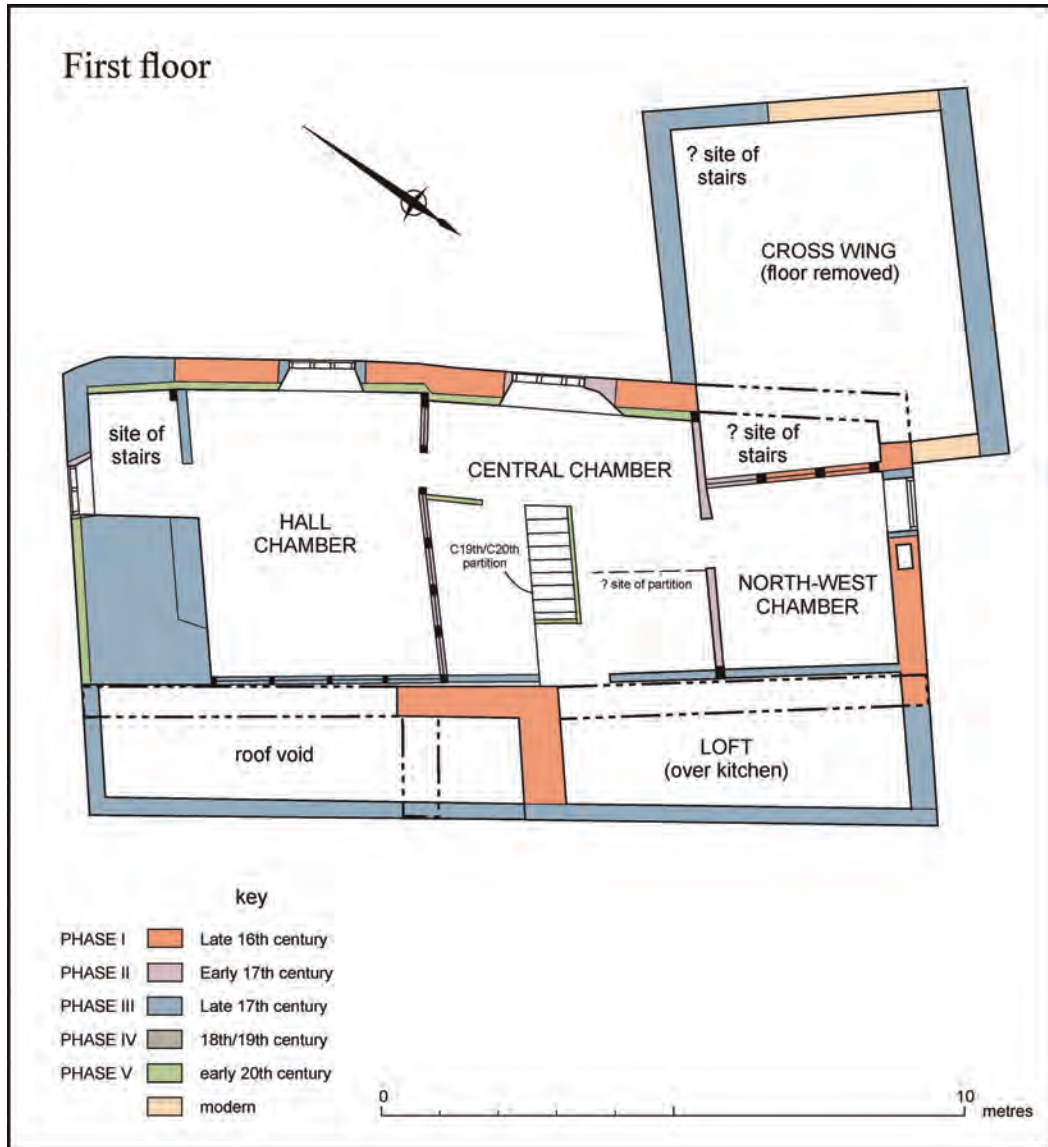 First floor
? site of
stairs
CROSS WING
(floor removed)
site of
stairs
? site of
stairs
CENTRAL CHAMBER
HALL
CHAMBER
C19th/C20th
partition
? site of partition
NORTH-WEST
CHAMBER
roof void
LOFT
(over kitchen)
key
PHASE I Late 16th century
PHASE II Early 17th century
PHASE III Late 17th century
PHASE IV 18th/19th century
PHASE V early 20th century
modern
0 10
metres